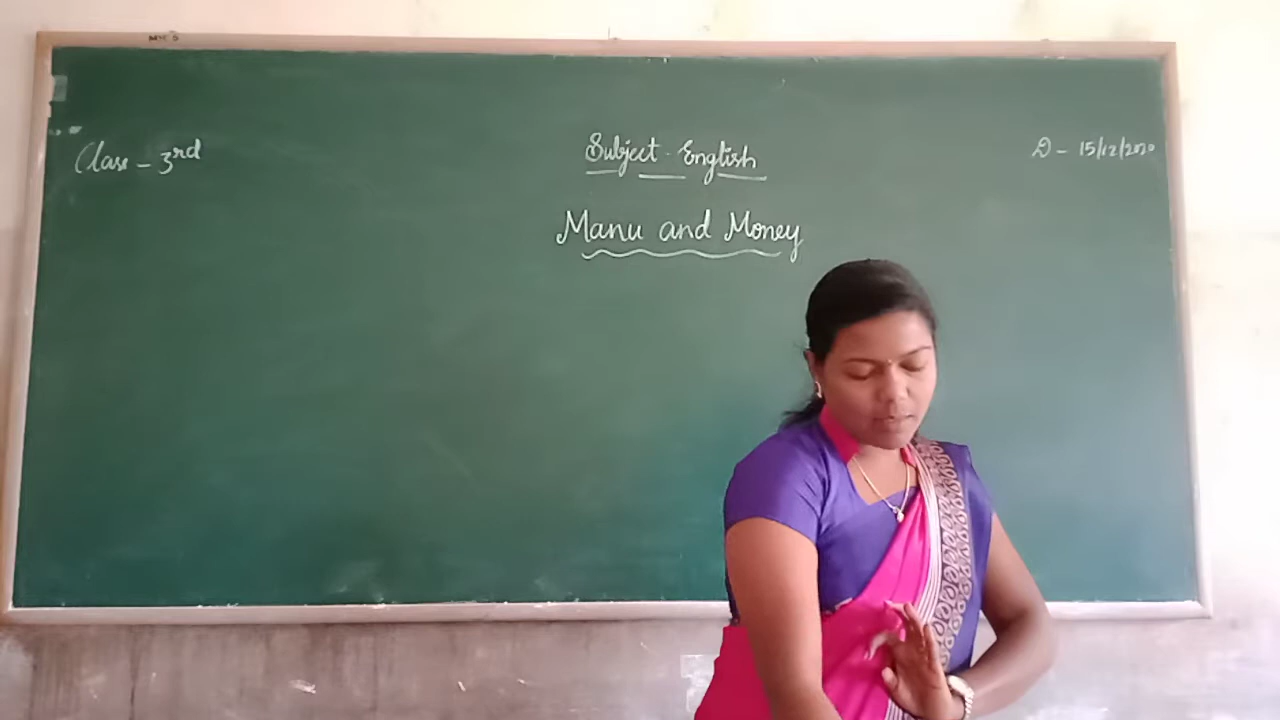 Class - 3rd
Subject - English
D - 15/12/2020
Manu and Money